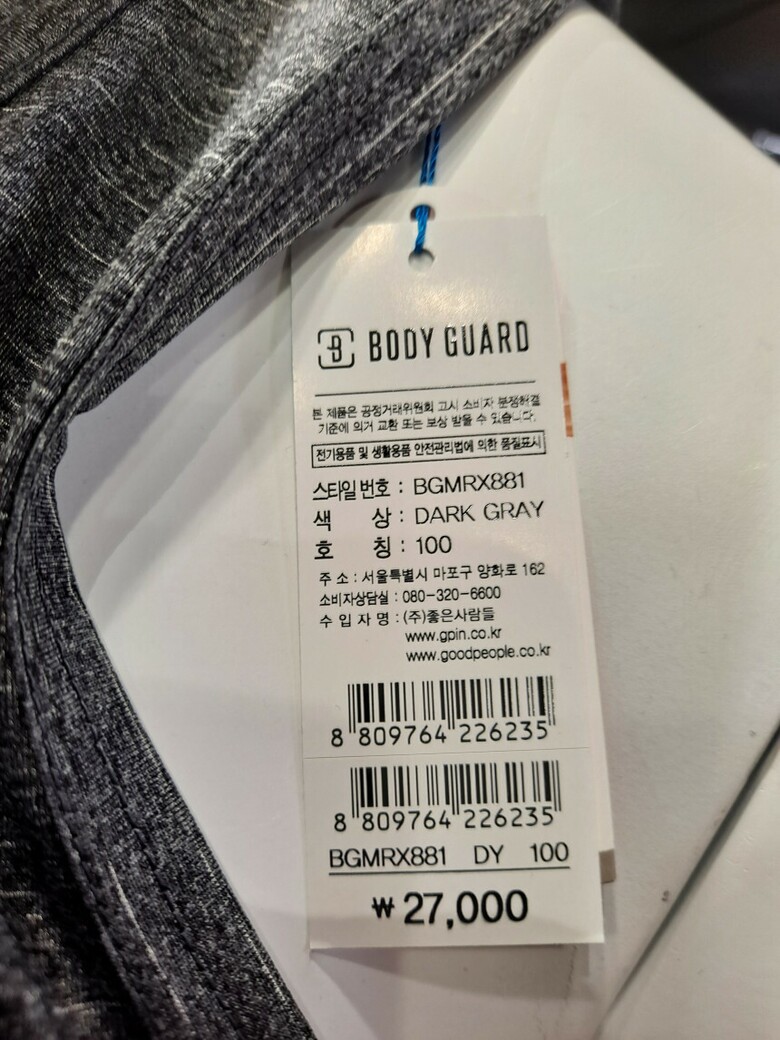 B BODY GUARD
본 제품은 공정거래위원회 고시 소비자 분쟁해결
기준에 의거 교환 또는 보상 받을 수 있습니다.
전기용품 및 생활용품 안전관리법에 의한 품질표시
스타일번호 : BGMRX881
색 상 : DARK GRAY
호 칭 : 100
주 소 : 서울특별시 마포구 양화로 162
소비자상담실 : 080-320-6600
수 입 자 명 : (주)좋은사람들
www.gpin.co.kr
www.goodpeople.co.kr
8 809764 226235
8 809764 226235
BGMRX881 DY 100
₩ 27,000